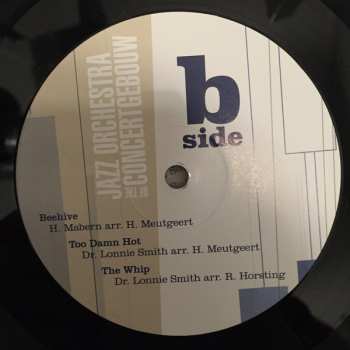 JAZZ ORCHESTRA
OF THE
CONCERTGEBOUW
b
side
Beehive
H. Mabern arr. H. Meutgeert
Too Damn Hot
Dr. Lonnie Smith arr. H. Meutgeert
The Whip
Dr. Lonnie Smith arr. R. Horsting